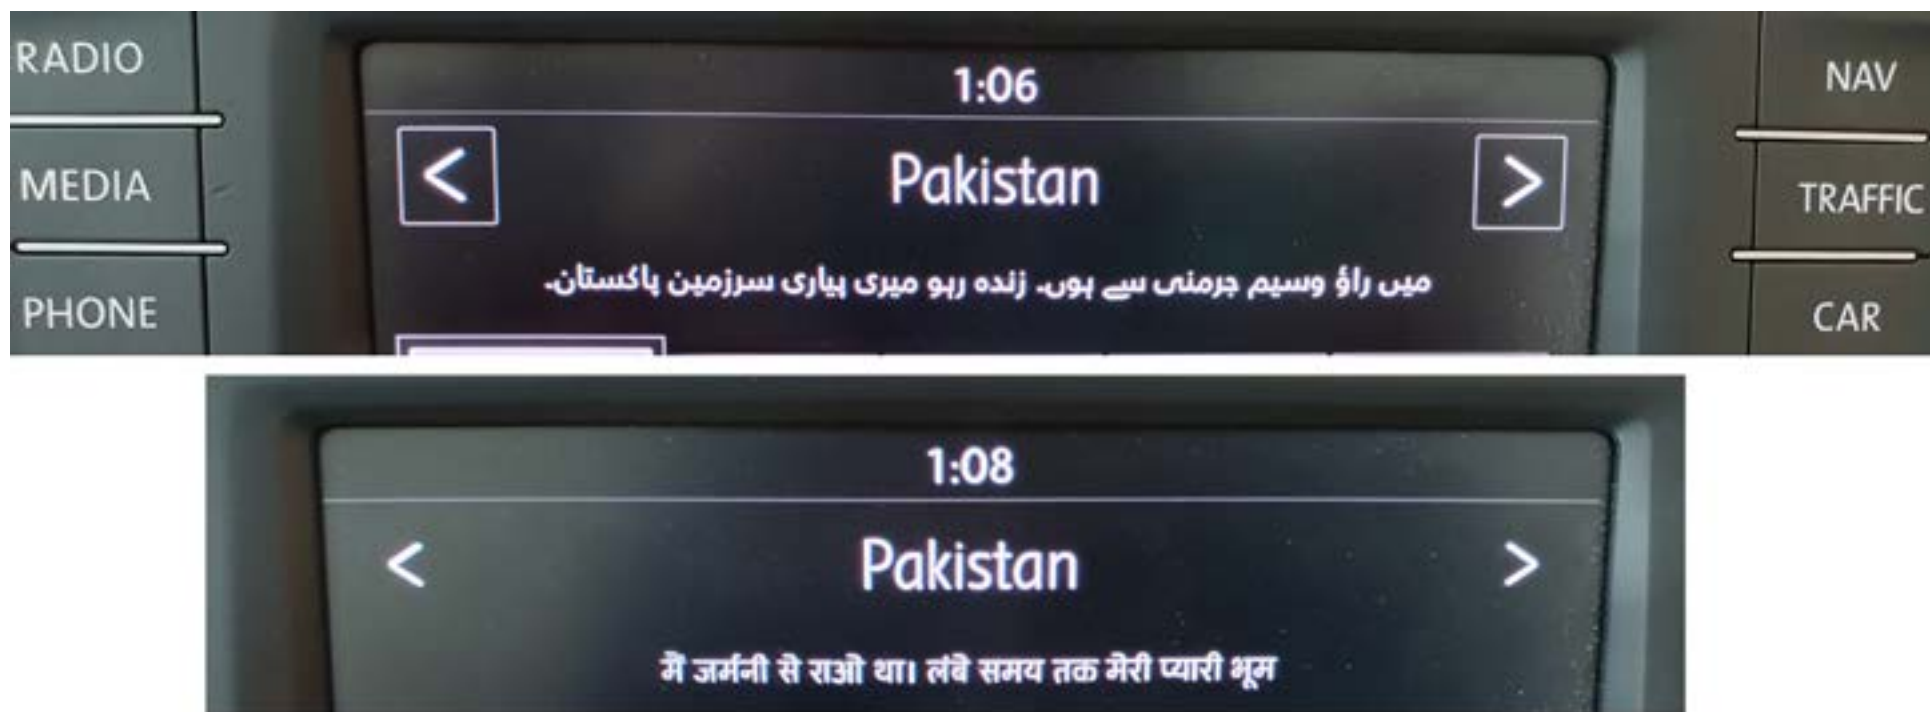 RADIO
MEDIA
PHONE
1:06
< Pakistan >
میں راؤ وسیم جرمنی سے ہوں۔ زندہ رہو میری پیاری سرزمین پاکستان۔
NAV
TRAFFIC
CAR
1:08
< Pakistan >
मैं जर्मनी से राओ था। लंबे समय तक मेरी प्यारी भूम